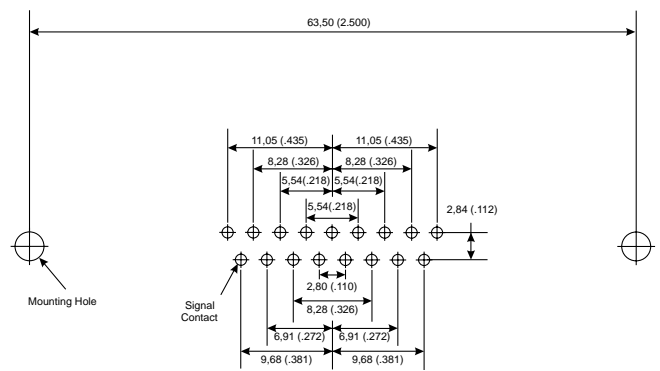 63,50 (2.500)
11,05 (.435) 11,05 (.435)
8,28 (.326) 8,28 (.326)
5,54(.218) 5,54(.218)
5,54(.218)
2,84 (.112)
Mounting Hole
Signal
Contact
2,80 (.110)
8,28 (.326)
6,91 (.272) 6,91 (.272)
9,68 (.381) 9,68 (.381)